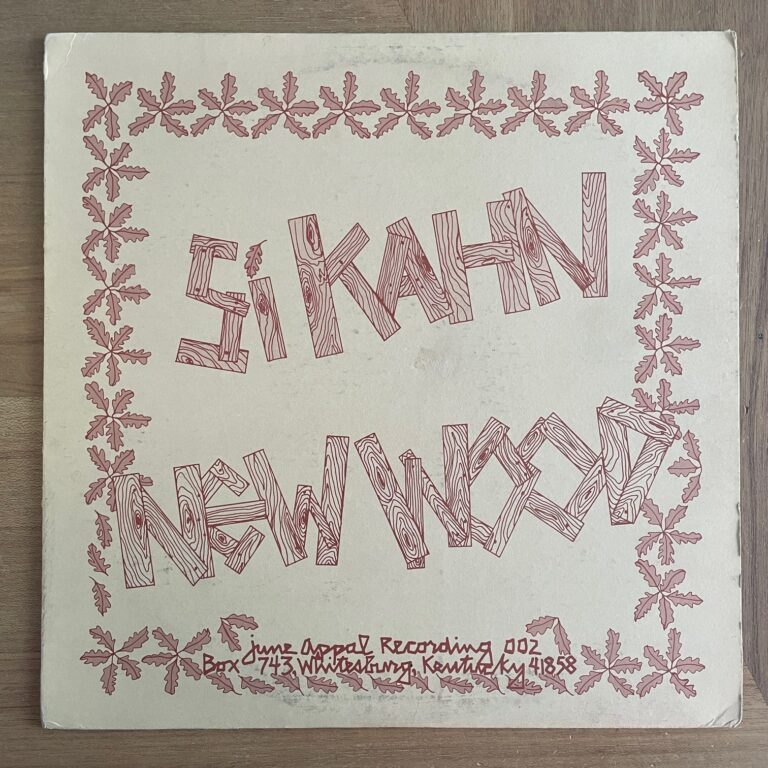 Si KAHN
NEW WOOD
june appal Recording 002
Box 743, Whitesburg, Kentucky 41858